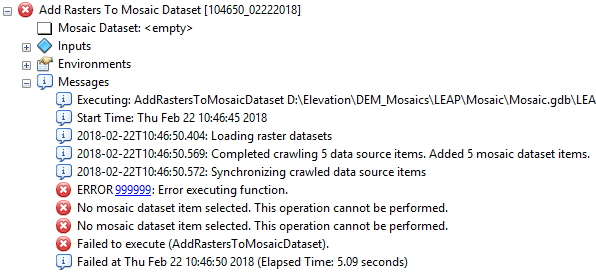 Add Rasters To Mosaic Dataset [104650_02222018]
Mosaic Dataset: <empty>
Inputs
Environments
Messages
Executing: AddRastersToMosaicDataset D:\Elevation\DEM_Mosaics\LEAP\Mosaic\Mosaic.gdb\LEA
Start Time: Thu Feb 22 10:46:45 2018
2018-02-22T10:46:50.404: Loading raster datasets
2018-02-22T10:46:50.569: Completed crawling 5 data source items. Added 5 mosaic dataset items.
2018-02-22T10:46:50.572: Synchronizing crawled data source items
ERROR 999999: Error executing function.
No mosaic dataset item selected. This operation cannot be performed.
No mosaic dataset item selected. This operation cannot be performed.
Failed to execute (AddRastersToMosaicDataset).
Failed at Thu Feb 22 10:46:50 2018 (Elapsed Time: 5.09 seconds)